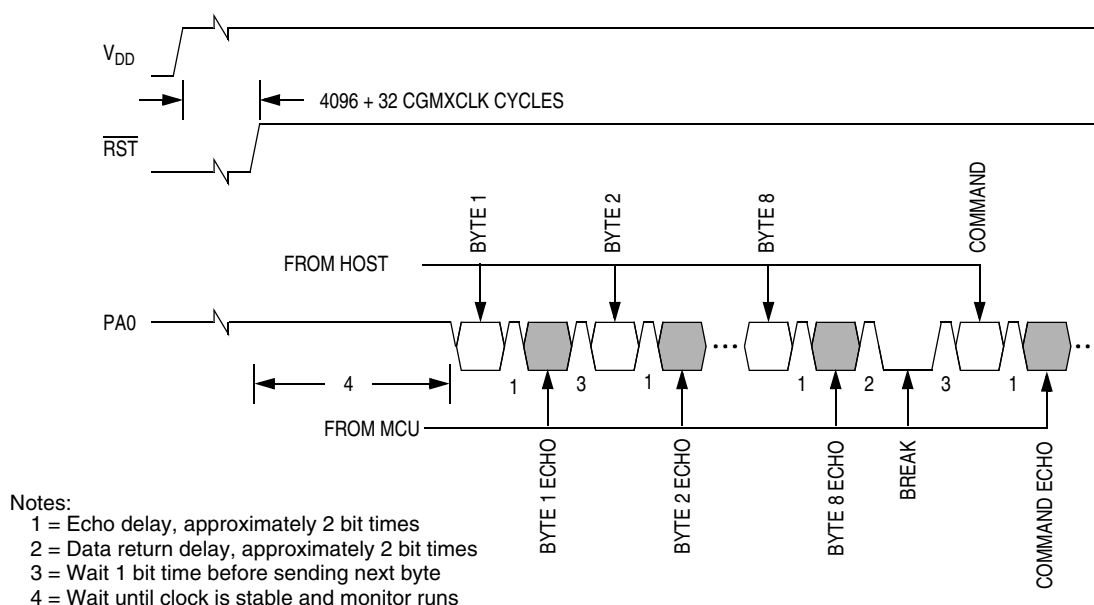 VDD
4096 + 32 CGMXCLK CYCLES
RST
BYTE 1
BYTE 2
BYTE 8
COMMAND
FROM HOST
PA0
4
1
3
1
1
2
3
1
FROM MCU
BYTE 1 ECHO
BYTE 2 ECHO
BYTE 8 ECHO
BREAK
COMMAND ECHO
Notes:
1 = Echo delay, approximately 2 bit times
2 = Data return delay, approximately 2 bit times
3 = Wait 1 bit time before sending next byte
4 = Wait until clock is stable and monitor runs